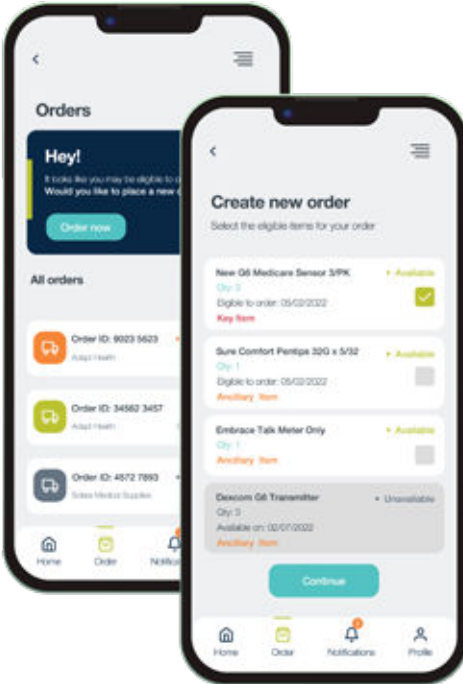 Orders
Hey!
It looks like you may be eligible to
Would you like to place a new
Order now
All orders
Order ID: 9023 5523
Adapt Health
Order ID: 34562 3457
Adapt Health
Order ID: 4572 7893
Solara Medical Supplies
Home
Order
Create new order
Select the eligible items for your order
New G6 Medicare Sensor 3/PK
• Available
Qty: 3
Eligible to order: 05/02/2022
Key Item
Sure Comfort Pentips 32G x 5/32
• Available
Qty: 1
Eligible to order: 05/02/2022
Ancillary Item
Embrace Talk Meter Only
• Available
Qty: 1
Ancillary Item
Dexcom G6 Transmitter
• Unavailable
Qty: 3
Available on: 02/07/2022
Ancillary Item
Continue
Home
Order
Notifications
Profile